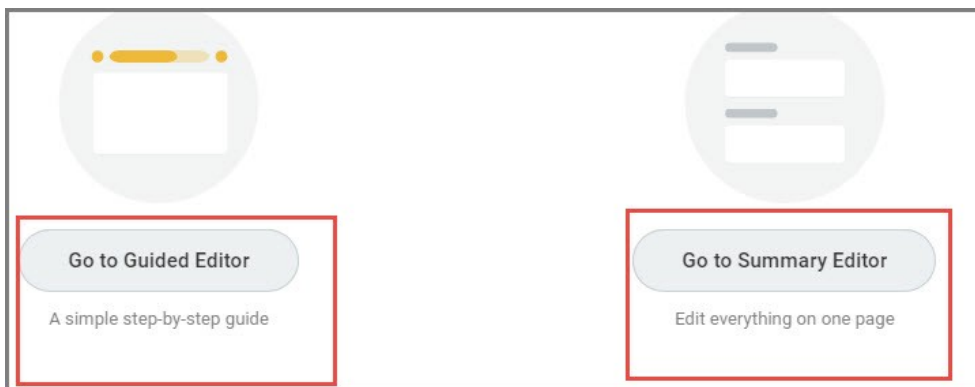 Go to Guided Editor
A simple step-by-step guide
Go to Summary Editor
Edit everything on one page